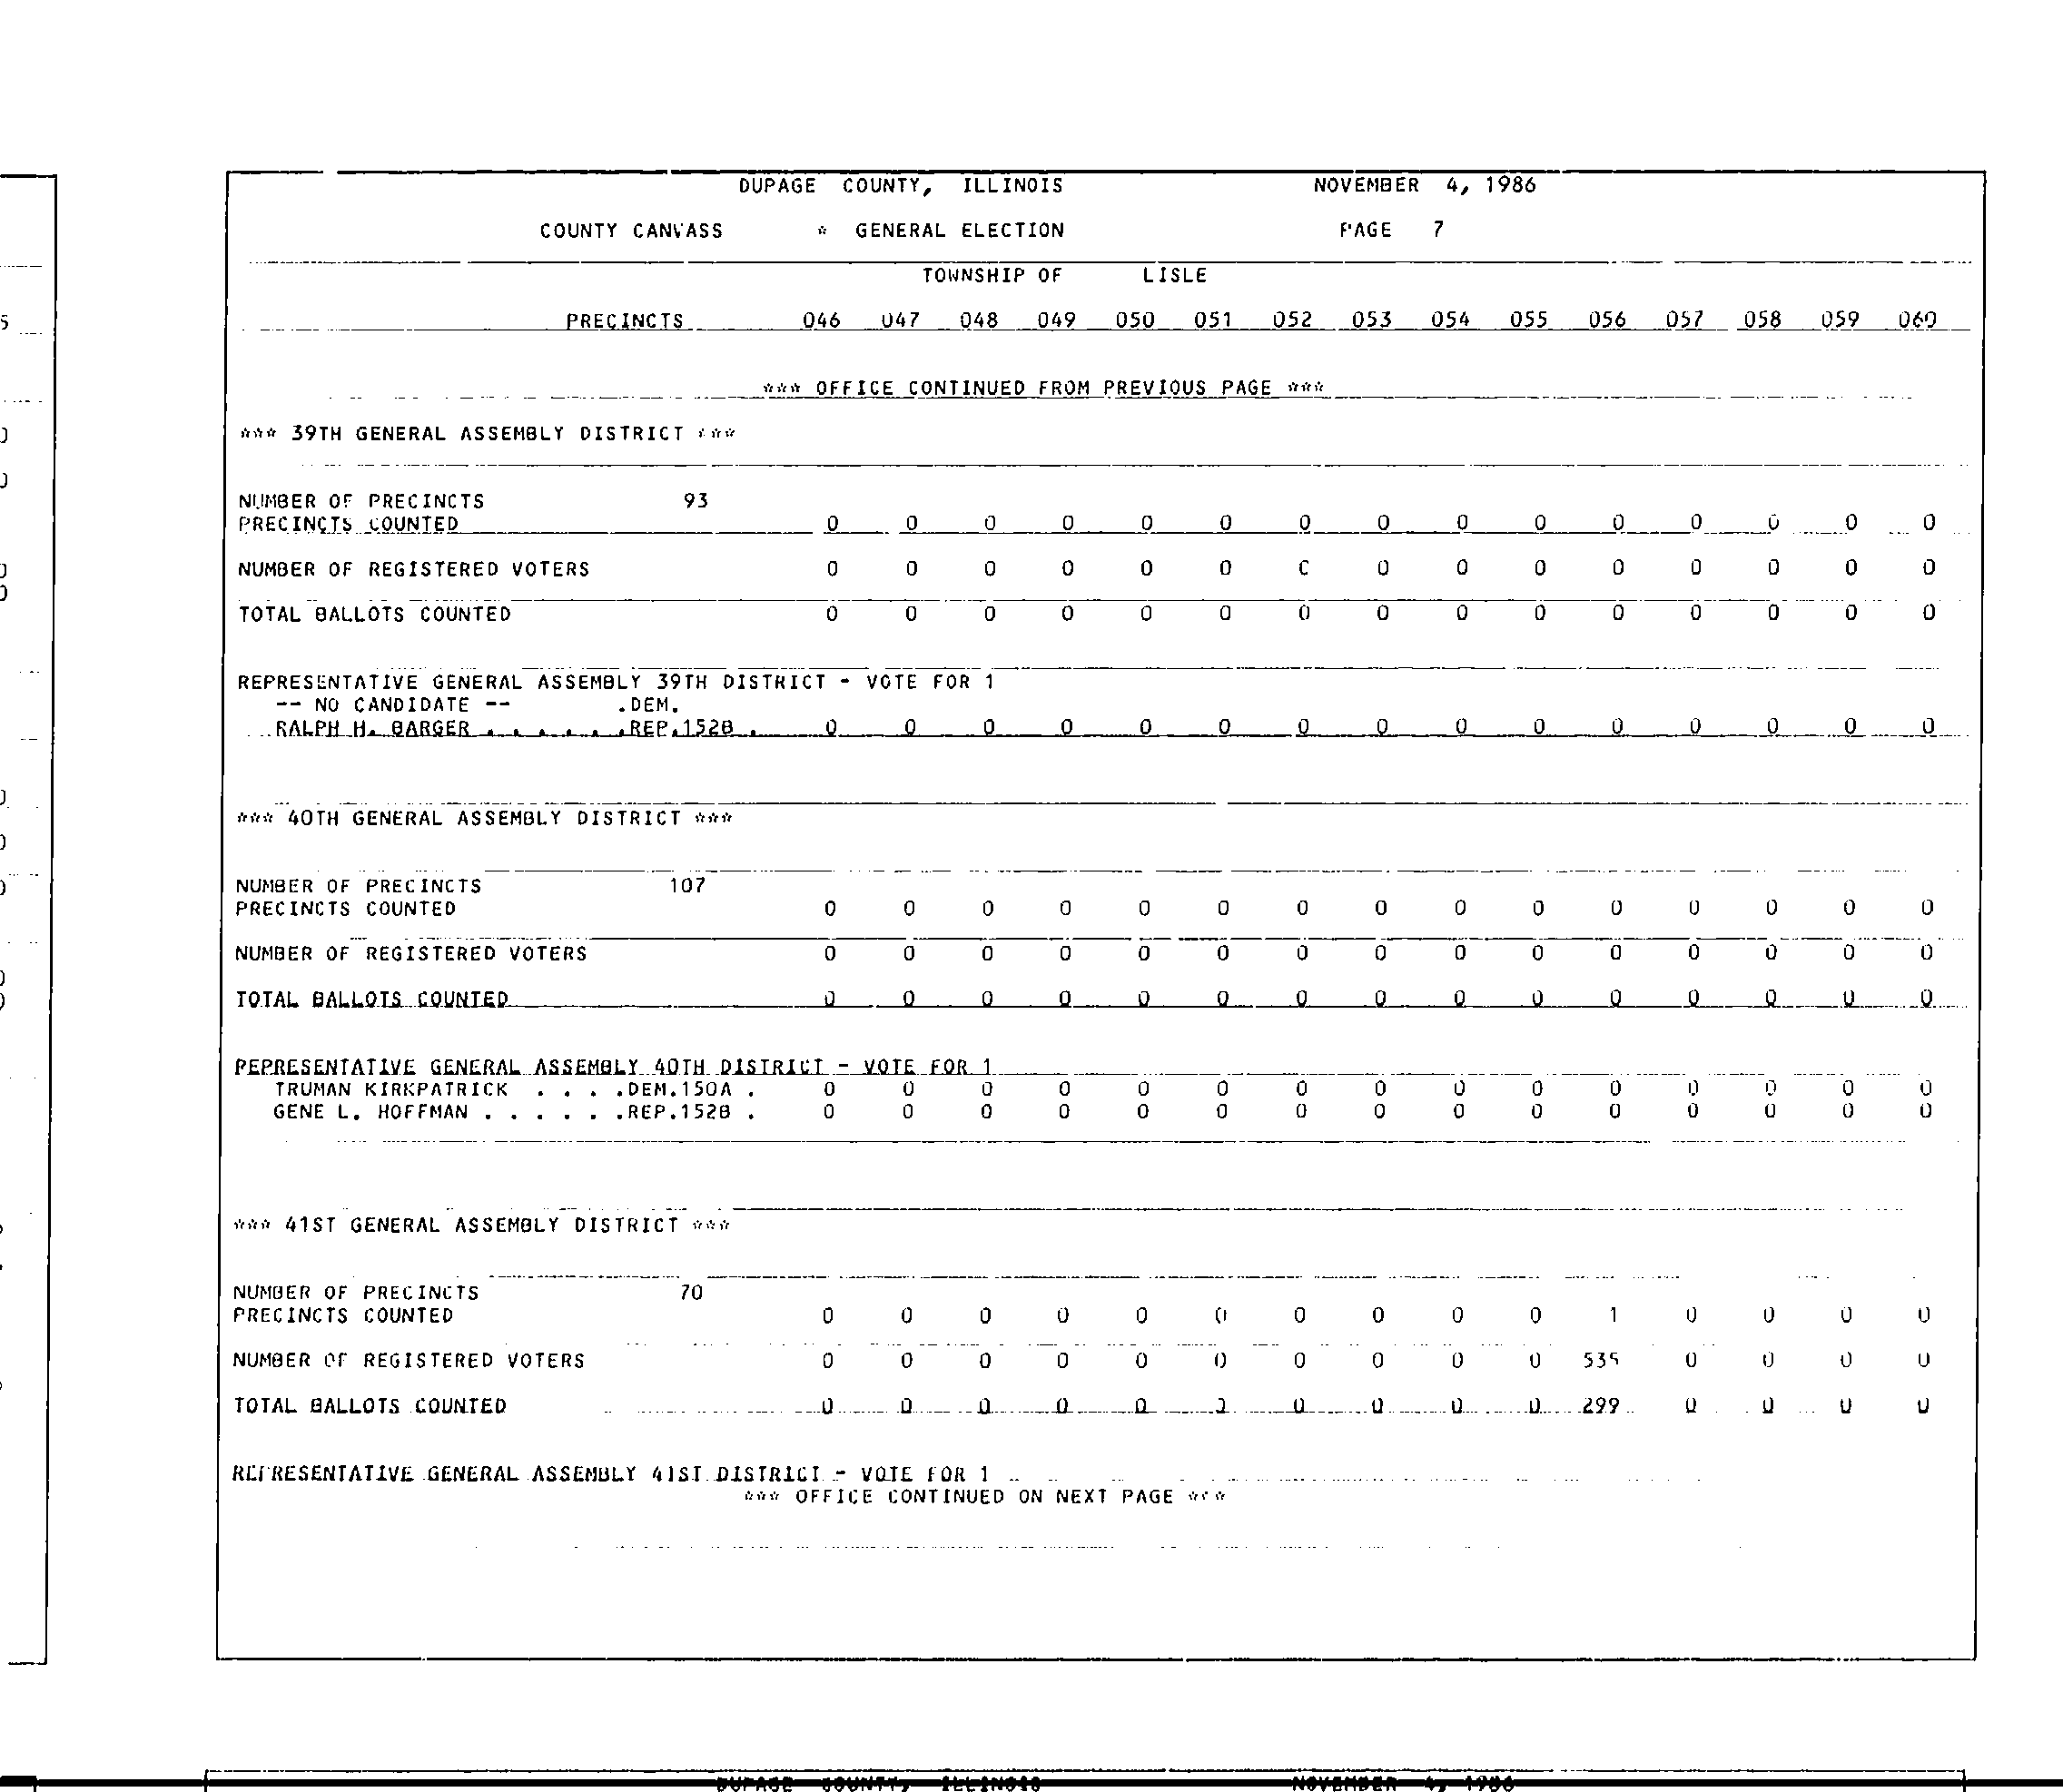 DUPAGE COUNTY, ILLINOIS NOVEMBER 4, 1986
COUNTY CANVASS * GENERAL ELECTION PAGE 7
TOWNSHIP OF LISLE
PRECINCTS 046 047 048 049 050 051 052 053 054 055 056 057 058 059 060
*** OFFICE CONTINUED FROM PREVIOUS PAGE ***
*** 39TH GENERAL ASSEMBLY DISTRICT ***
NUMBER OF PRECINCTS 93
PRECINCTS COUNTED 0 0 0 0 0 0 0 0 0 0 0 0 0 0 0
NUMBER OF REGISTERED VOTERS 0 0 0 0 0 0 0 0 0 0 0 0 0 0 0
TOTAL BALLOTS COUNTED 0 0 0 0 0 0 0 0 0 0 0 0 0 0 0
REPRESENTATIVE GENERAL ASSEMBLY 39TH DISTRICT - VOTE FOR 1
-- NO CANDIDATE -- .DEM.
RALPH H. BARGER . . . . . . .REP.152B . 0 0 0 0 0 0 0 0 0 0 0 0 0 0 0
*** 40TH GENERAL ASSEMBLY DISTRICT ***
NUMBER OF PRECINCTS 107
PRECINCTS COUNTED 0 0 0 0 0 0 0 0 0 0 0 0 0 0 0
NUMBER OF REGISTERED VOTERS 0 0 0 0 0 0 0 0 0 0 0 0 0 0 0
TOTAL BALLOTS COUNTED 0 0 0 0 0 0 0 0 0 0 0 0 0 0 0
REPRESENTATIVE GENERAL ASSEMBLY 40TH DISTRICT - VOTE FOR 1
TRUMAN KIRKPATRICK . . . .DEM.150A . 0 0 0 0 0 0 0 0 0 0 0 0 0 0 0
GENE L. HOFFMAN . . . . . .REP.152B . 0 0 0 0 0 0 0 0 0 0 0 0 0 0 0
*** 41ST GENERAL ASSEMBLY DISTRICT ***
NUMBER OF PRECINCTS 70
PRECINCTS COUNTED 0 0 0 0 0 0 0 0 0 0 1 0 0 0 0
NUMBER OF REGISTERED VOTERS 0 0 0 0 0 0 0 0 0 0 535 0 0 0 0
TOTAL BALLOTS COUNTED 0 0 0 0 0 0 0 0 0 0 299 0 0 0 0
REPRESENTATIVE GENERAL ASSEMBLY 41ST DISTRICT - VOTE FOR 1
*** OFFICE CONTINUED ON NEXT PAGE ***
DUPAGE COUNTY, ILLINOIS NOVEMBER 4, 1986